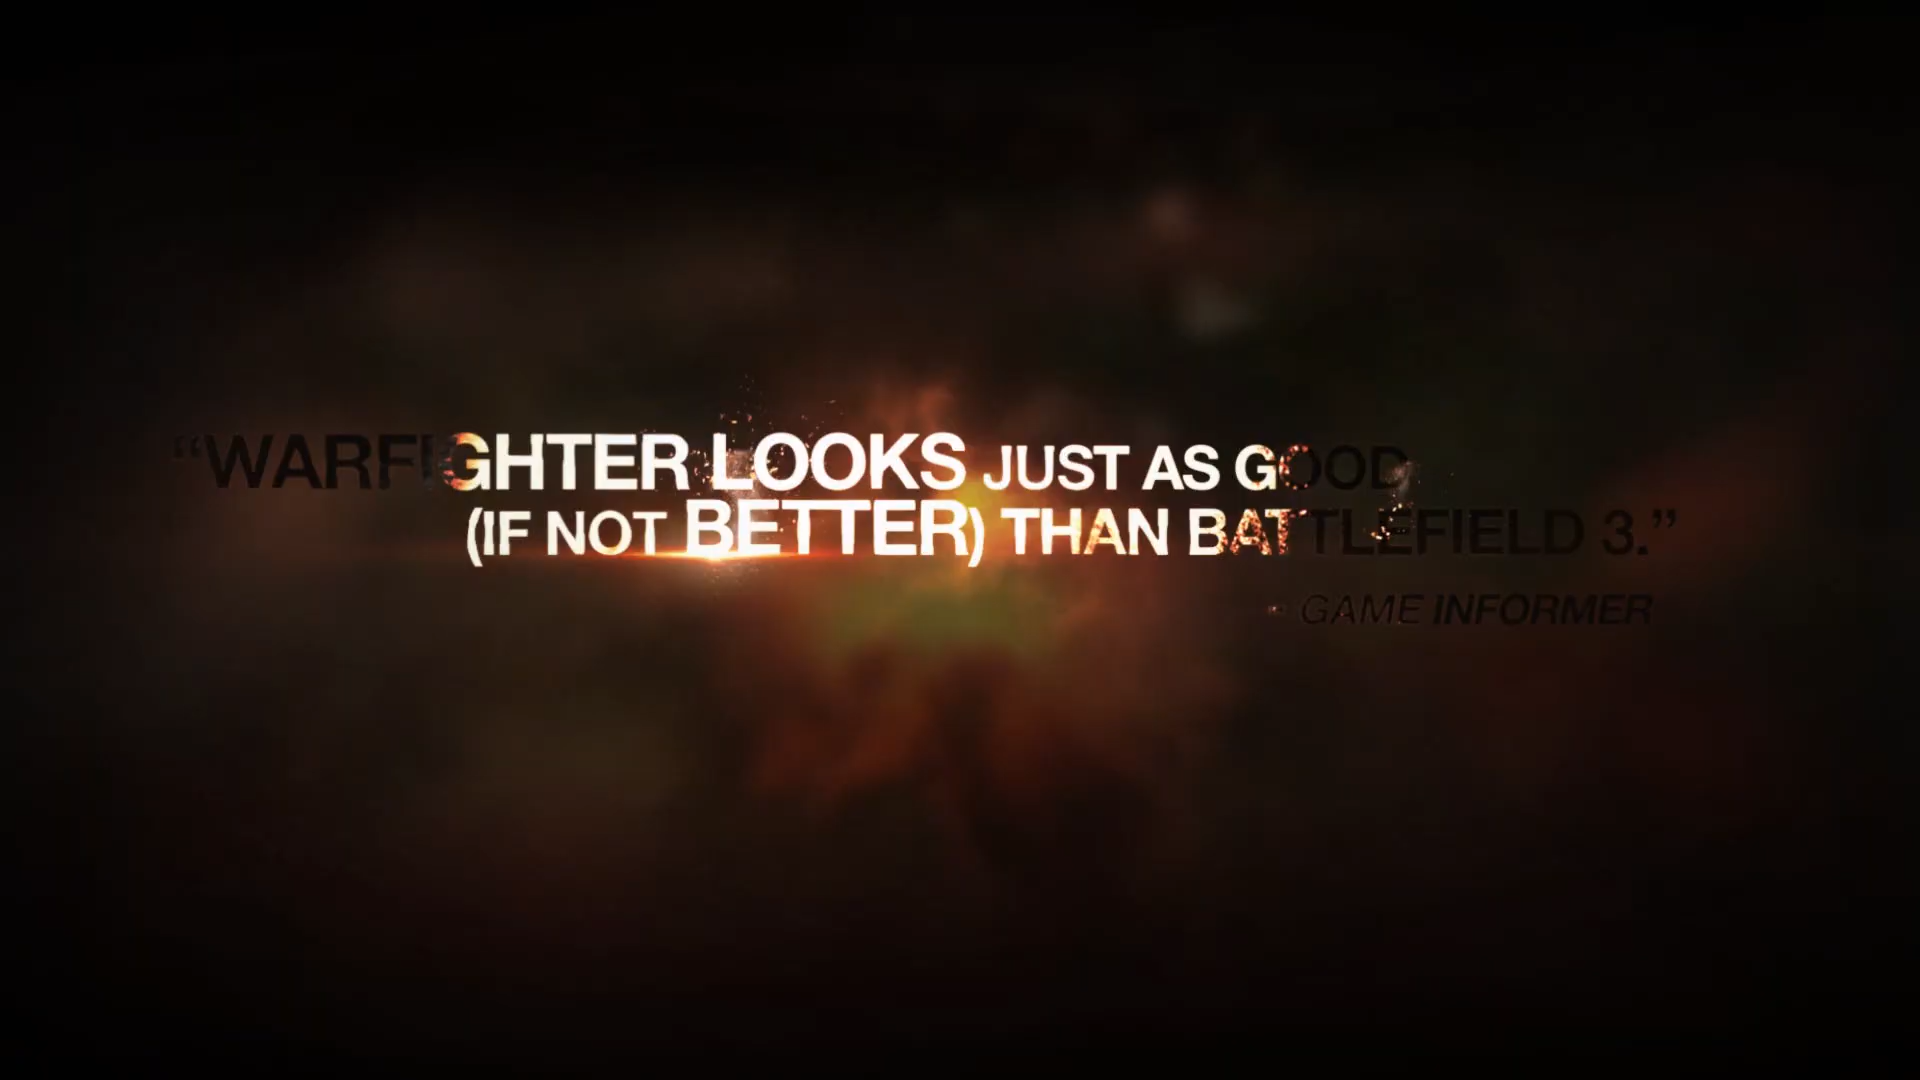 “WARFIGHTER LOOKS JUST AS GOOD
(IF NOT BETTER) THAN BATTLEFIELD 3.”
- GAME INFORMER